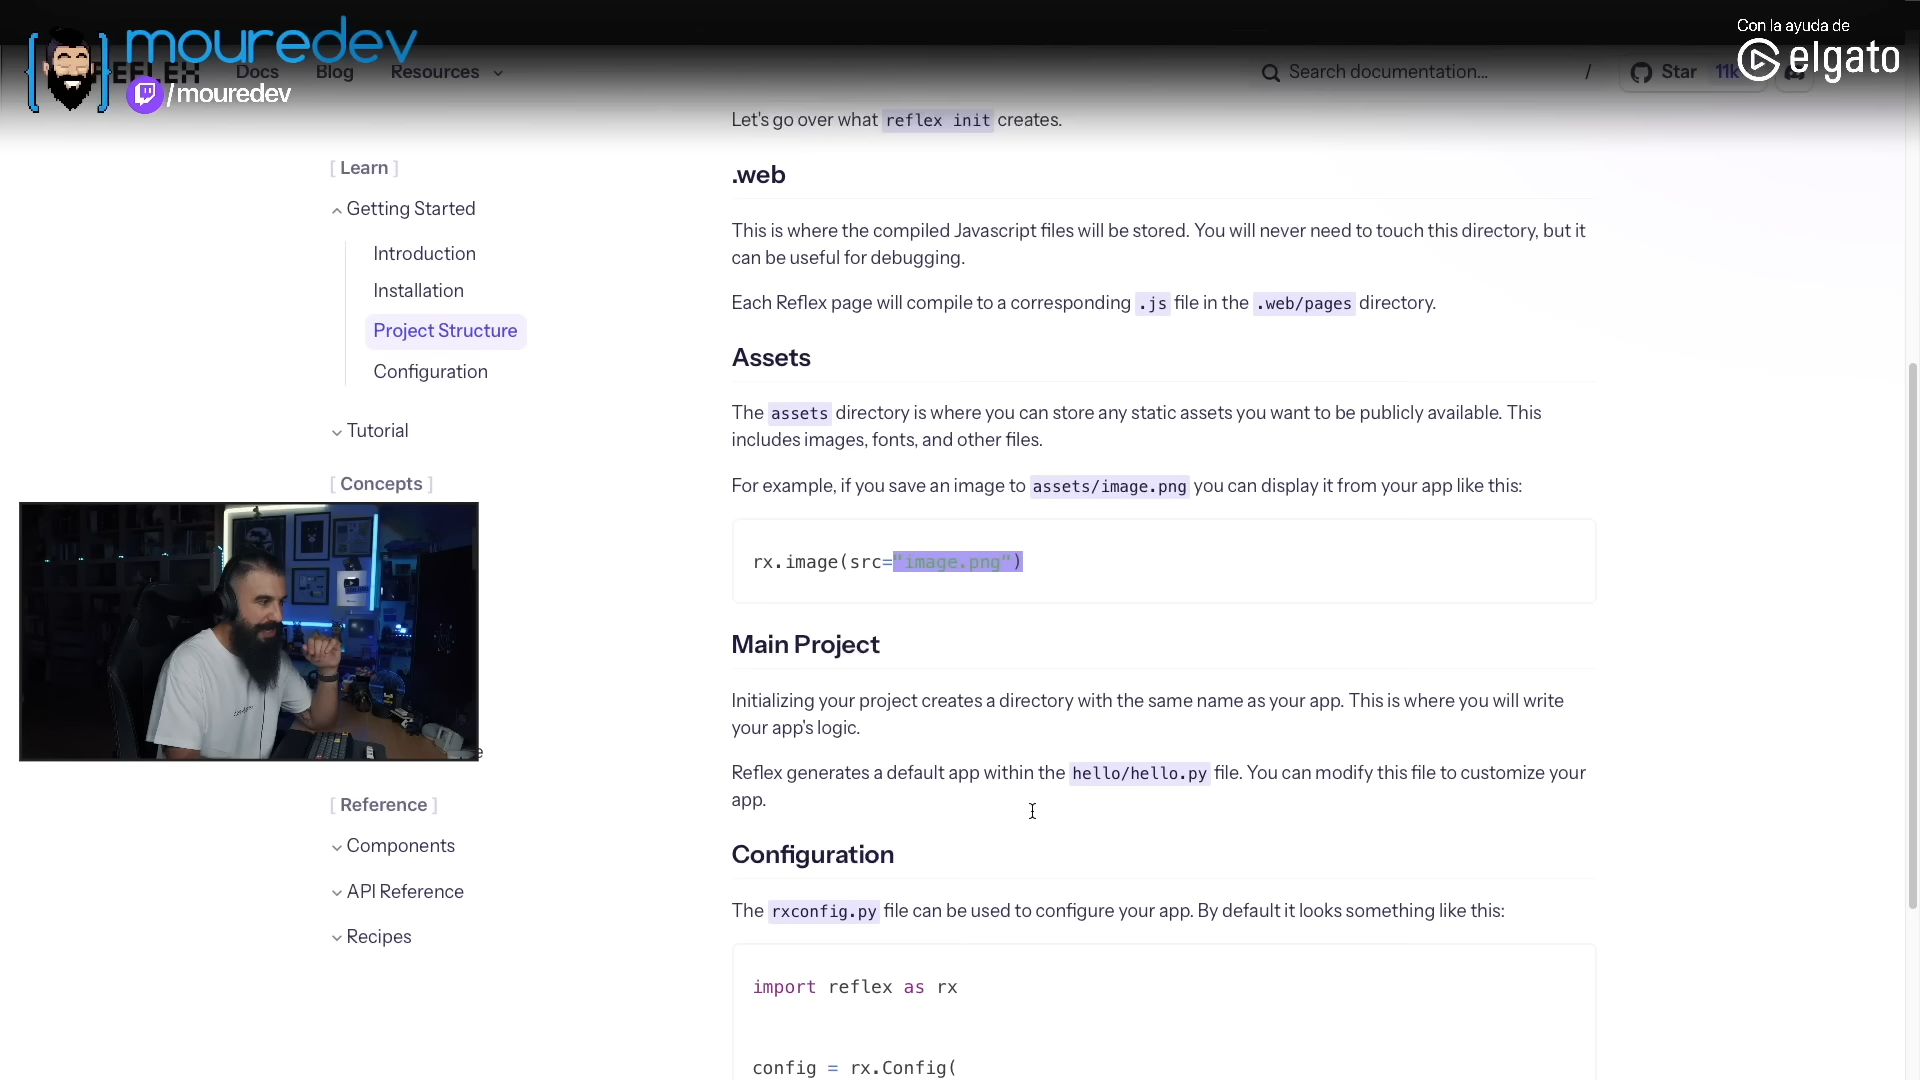 mouredev
/mouredev
Con la ayuda de
elgato
Docs
Blog
Resources
Search documentation...
/
Star
11k
[ Learn ]
Getting Started
Introduction
Installation
Project Structure
Configuration
Tutorial
[ Concepts ]
[ Reference ]
Components
API Reference
Recipes
Let's go over what reflex init creates.
.web
This is where the compiled Javascript files will be stored. You will never need to touch this directory, but it
can be useful for debugging.
Each Reflex page will compile to a corresponding .js file in the .web/pages directory.
Assets
The assets directory is where you can store any static assets you want to be publicly available. This
includes images, fonts, and other files.
For example, if you save an image to assets/image.png you can display it from your app like this:
rx.image(src="image.png")
Main Project
Initializing your project creates a directory with the same name as your app. This is where you will write
your app's logic.
Reflex generates a default app within the hello/hello.py file. You can modify this file to customize your
app.
Configuration
The rxconfig.py file can be used to configure your app. By default it looks something like this:
import reflex as rx
config = rx.Config(